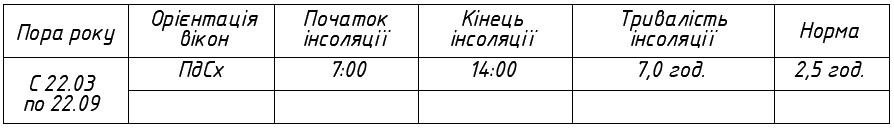 Пора року
Орієнтація
вікон
Початок
інсоляції
Кінець
інсоляції
Тривалість
інсоляції
Норма
С 22.03
по 22.09
ПдСх
7:00
14:00
7,0 год.
2,5 год.